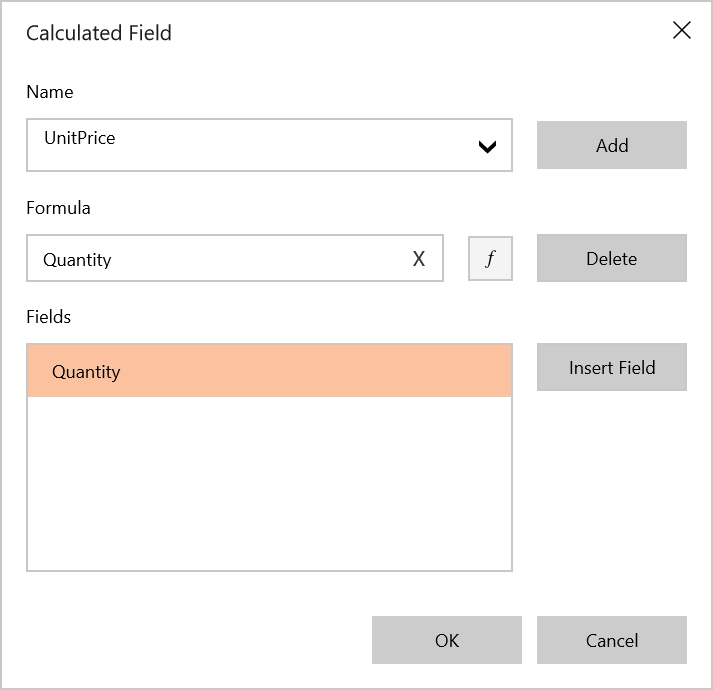 Calculated Field
Name
UnitPrice
Add
Formula
Quantity X
f
Delete
Fields
Quantity
Insert Field
OK
Cancel